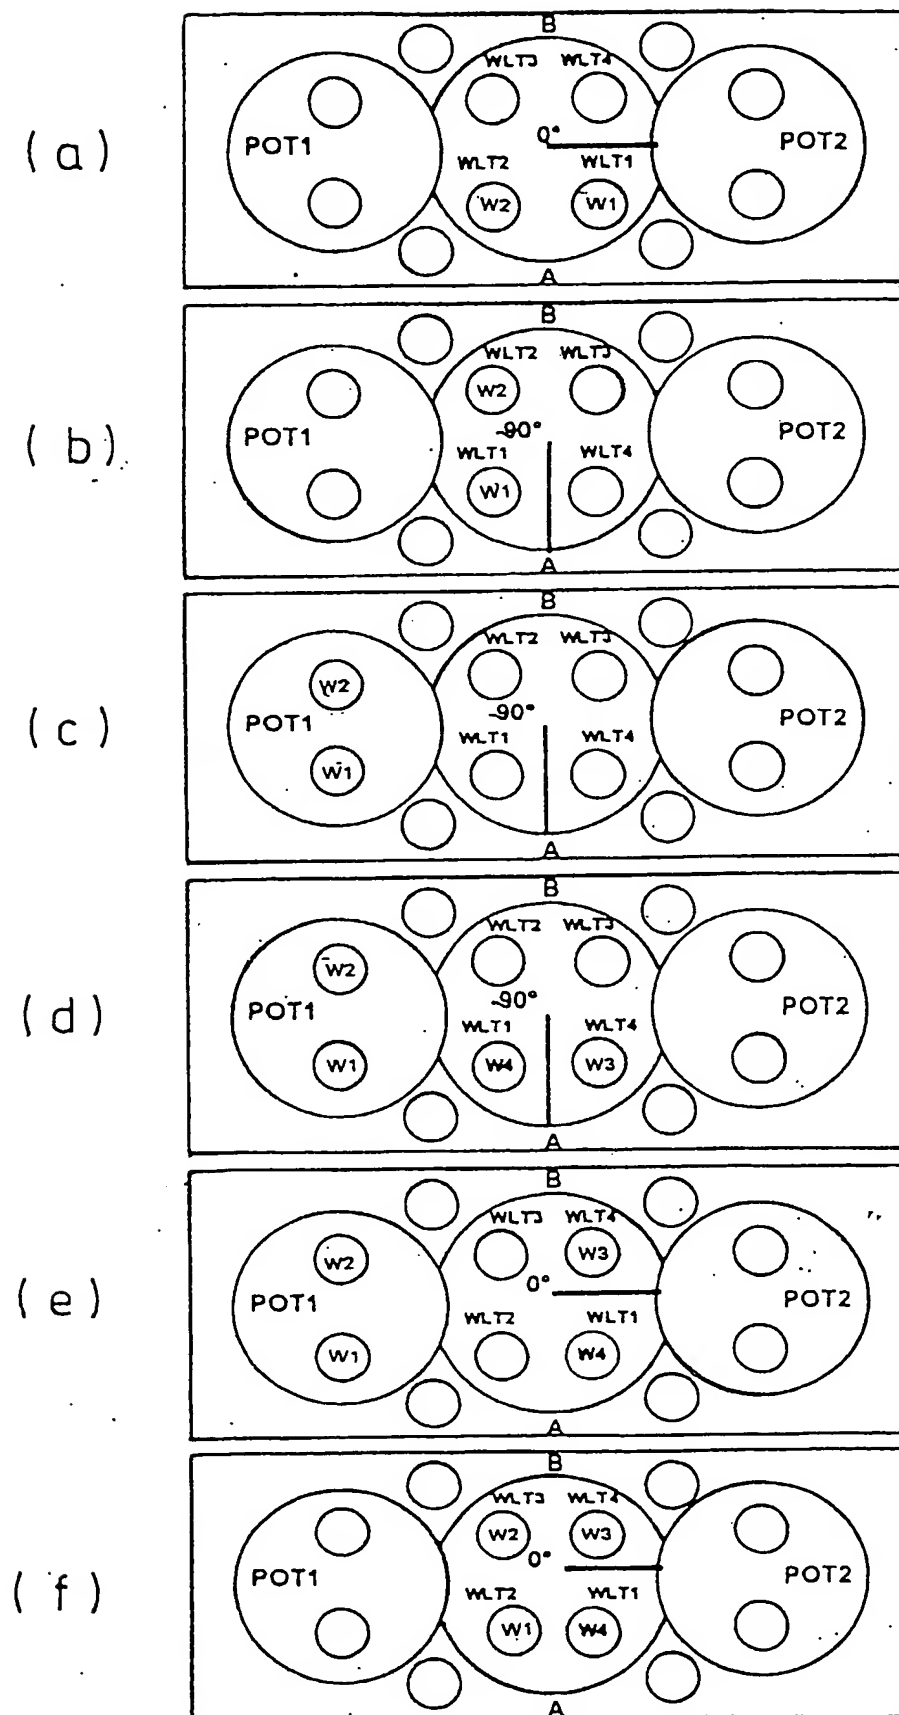 (a)
B
WLT3 WLT4
POT1 0° POT2
WLT2 WLT1
W2 W1
A
(b)
B
WLT2 WLT3
W2
POT1 -90° POT2
WLT1 WLT4
W1
A
(c)
B
WLT2 WLT3
W2
POT1 -90° POT2
WLT1 WLT4
W1
A
(d)
B
WLT2 WLT3
W2
POT1 -90° POT2
WLT1 WLT4
W1 W4 W3
A
(e)
B
WLT3 WLT4
W2 W3
POT1 0° POT2
WLT2 WLT1
W1 W4
A
(f)
B
WLT3 WLT4
W2 W3
POT1 0° POT2
WLT2 WLT1
W1 W4
A